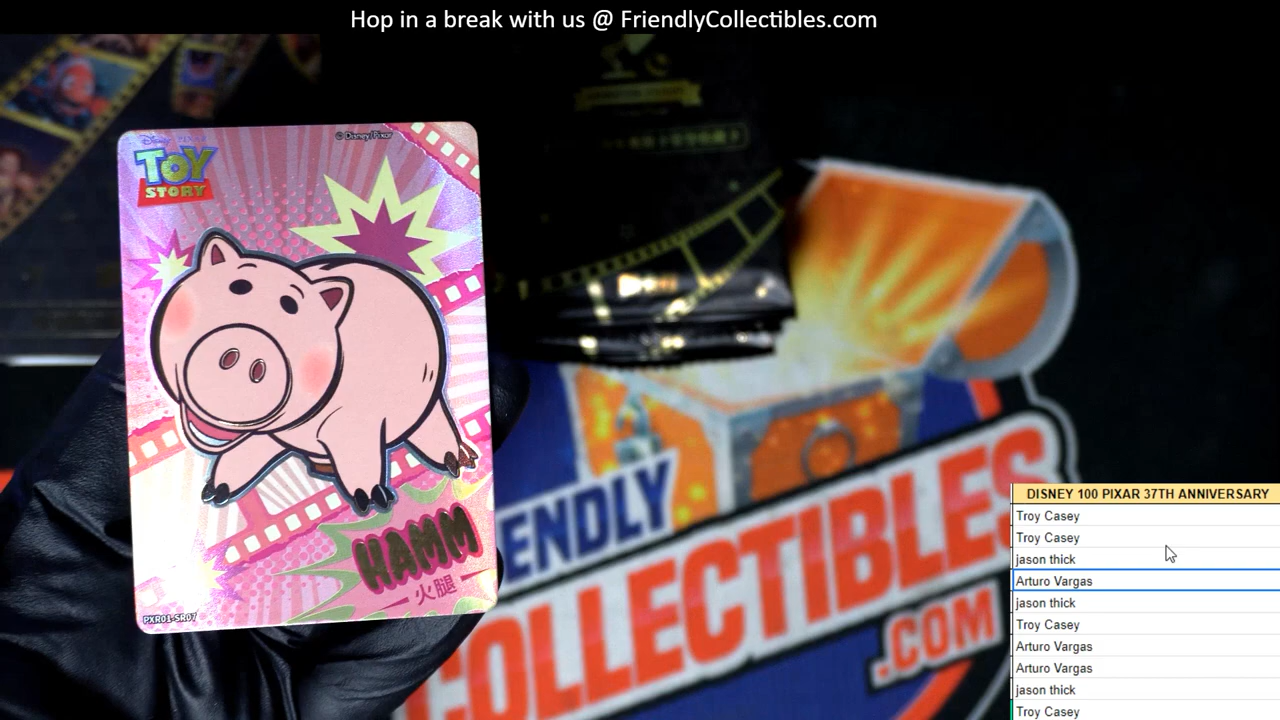 Hop in a break with us @ FriendlyCollectibles.com
Disney PIXAR
© Disney/Pixar
TOY
STORY
HAMM
火腿
PXR01-SR07
ENDLY
COLLECTIBLES
.COM
DISNEY 100 PIXAR 37TH ANNIVERSARY
Troy Casey
Troy Casey
jason thick
Arturo Vargas
jason thick
Troy Casey
Arturo Vargas
Arturo Vargas
jason thick
Troy Casey